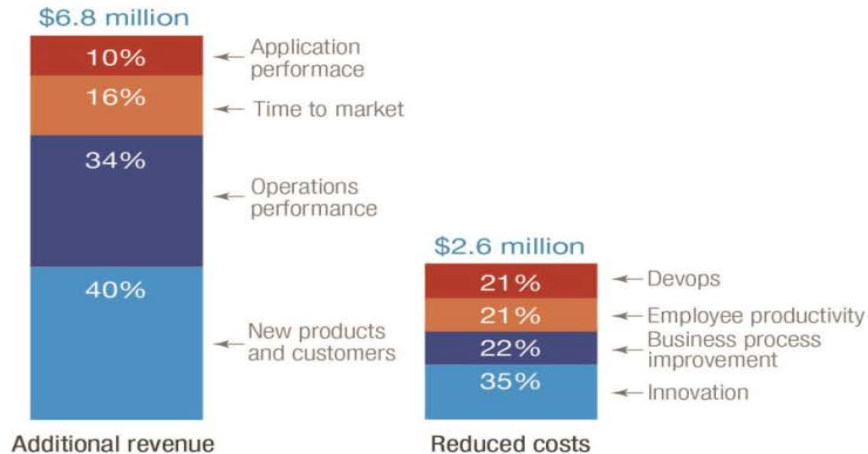 $6.8 million
10%
Application
performace
16%
Time to market
34%
Operations
performance
40%
New products
and customers
Additional revenue
$2.6 million
21%
Devops
21%
Employee productivity
22%
Business process
improvement
35%
Innovation
Reduced costs